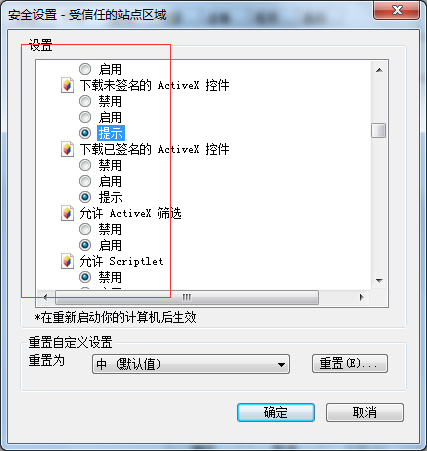 安全设置 - 受信任的站点区域
设置
启用
下载未签名的 ActiveX 控件
禁用
启用
提示
下载已签名的 ActiveX 控件
禁用
启用
提示
允许 ActiveX 筛选
禁用
启用
允许 Scriptlet
禁用
*在重新启动你的计算机后生效
重置自定义设置
重置为
中 (默认值)
重置(E)...
确定
取消